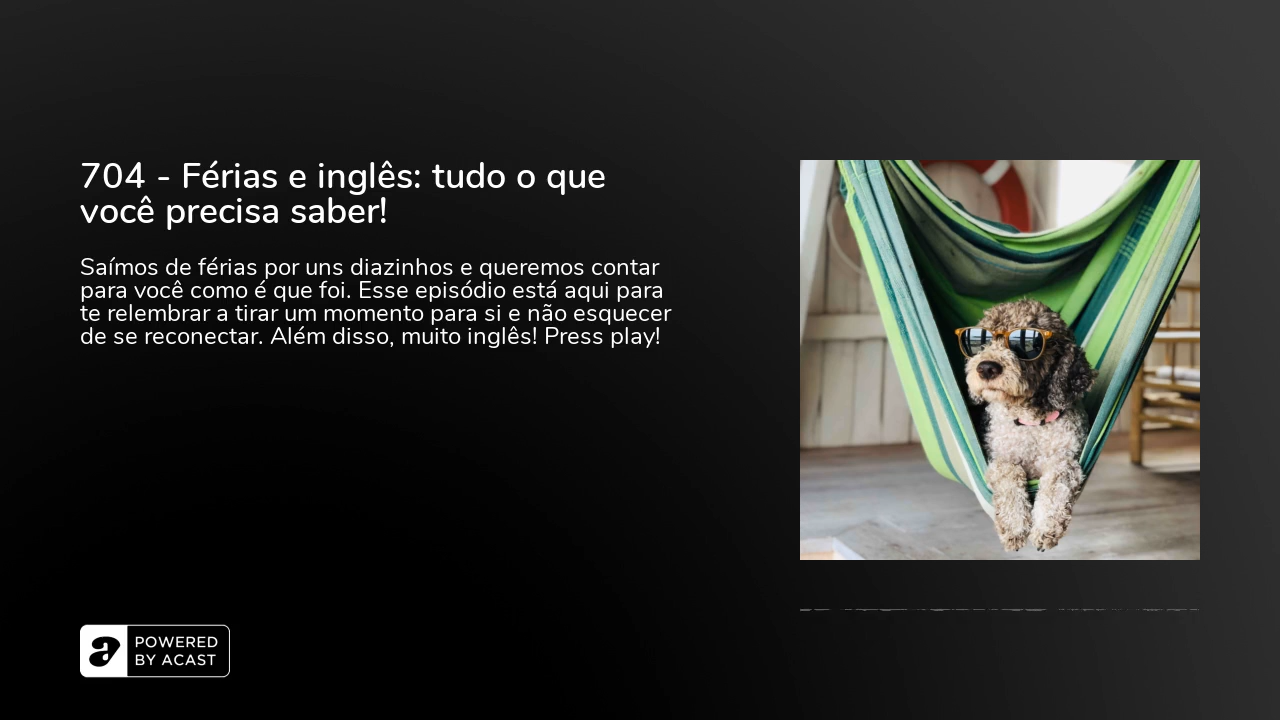 704 - Férias e inglês: tudo o que
você precisa saber!
Saímos de férias por uns diazinhos e queremos contar
para você como é que foi. Esse episódio está aqui para
te relembrar a tirar um momento para si e não esquecer
de se reconectar. Além disso, muito inglês! Press play!
POWERED
BY ACAST